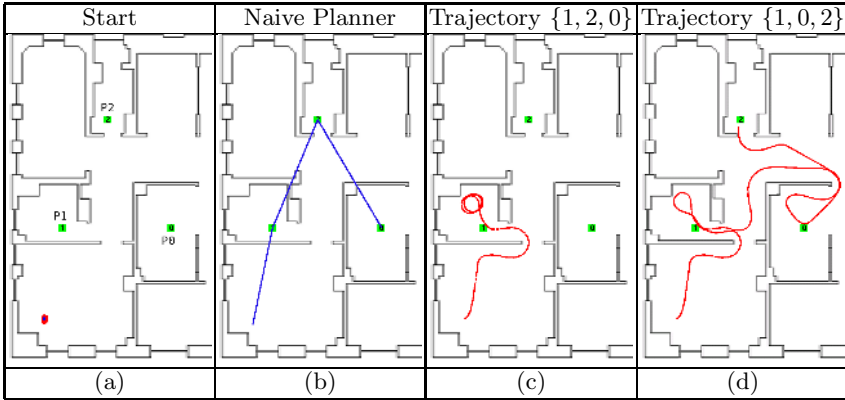 Start
Naive Planner
Trajectory {1, 2, 0}
Trajectory {1, 0, 2}
P2
2
P1
1
0
P0
2
1
0
2
1
0
2
1
0
(a)
(b)
(c)
(d)